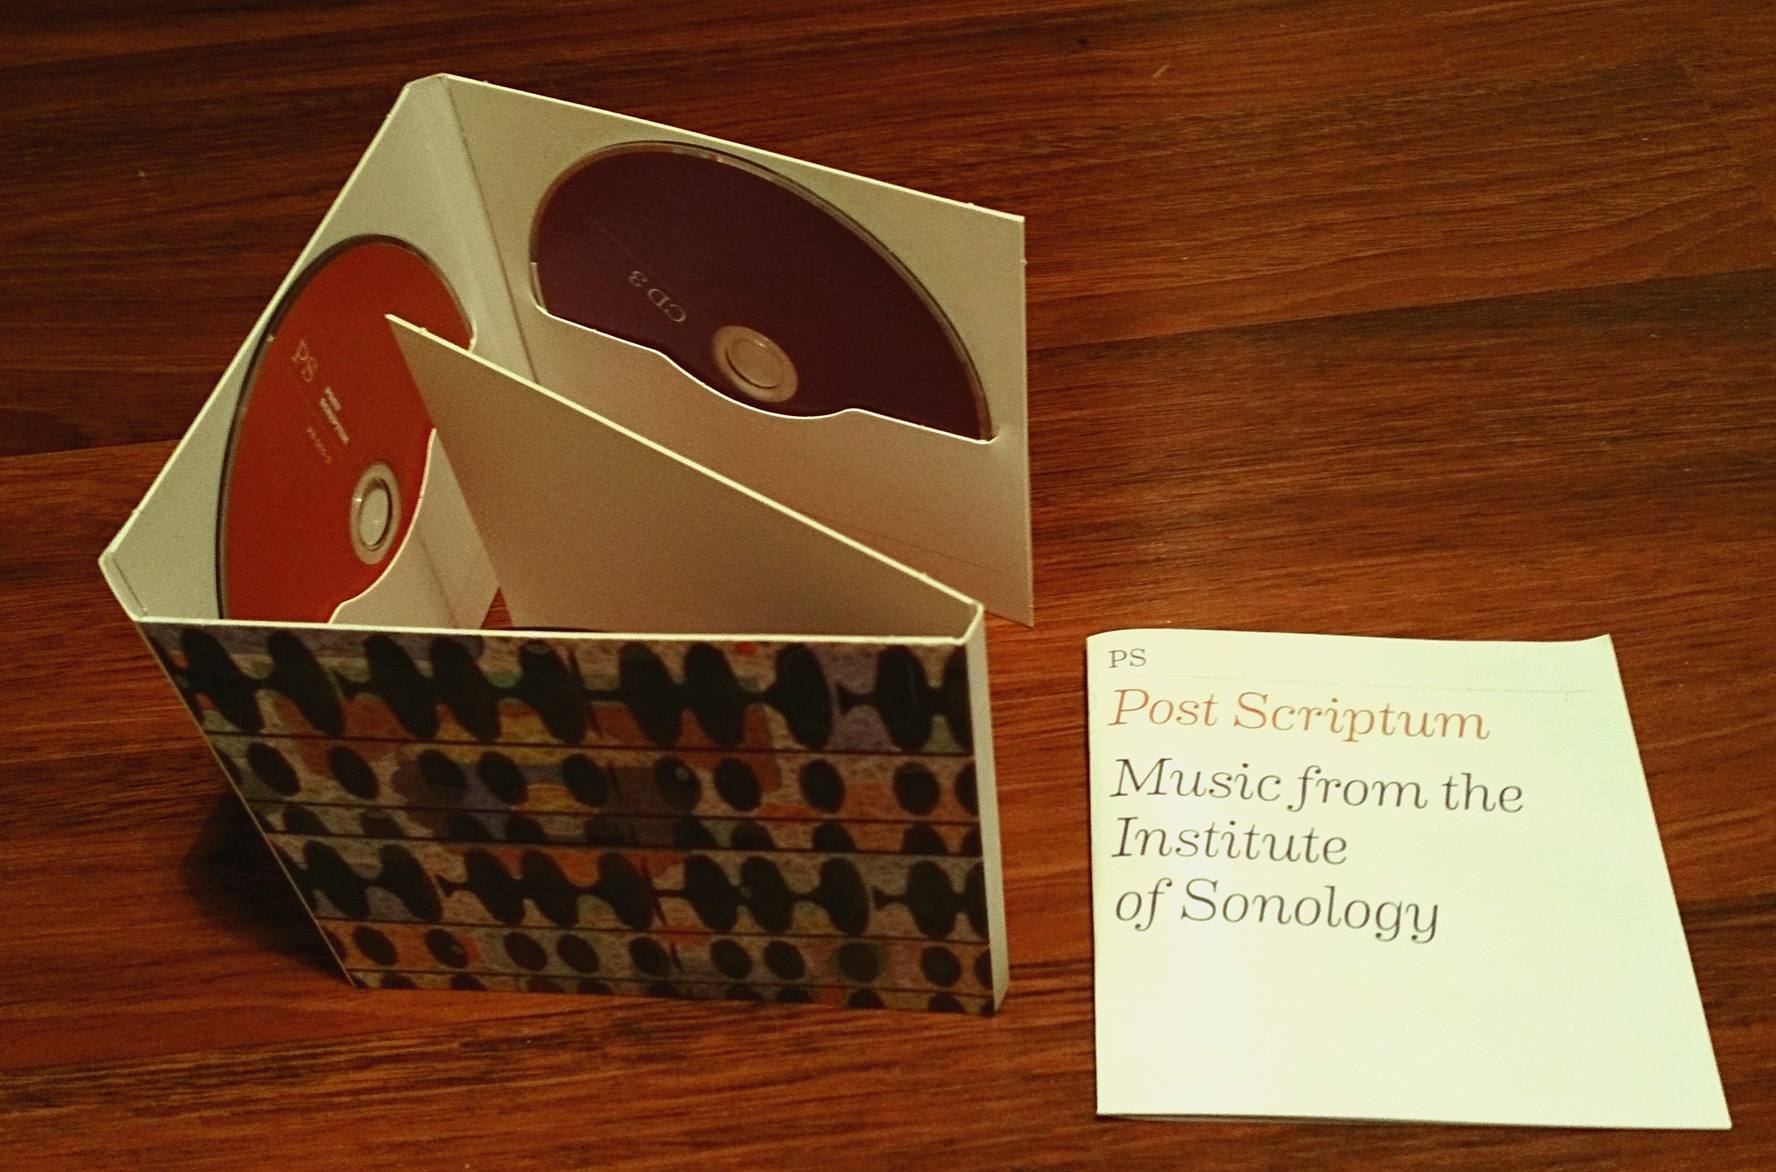 CD 3
PS
PS
Post Scriptum
Music from the
Institute
of Sonology